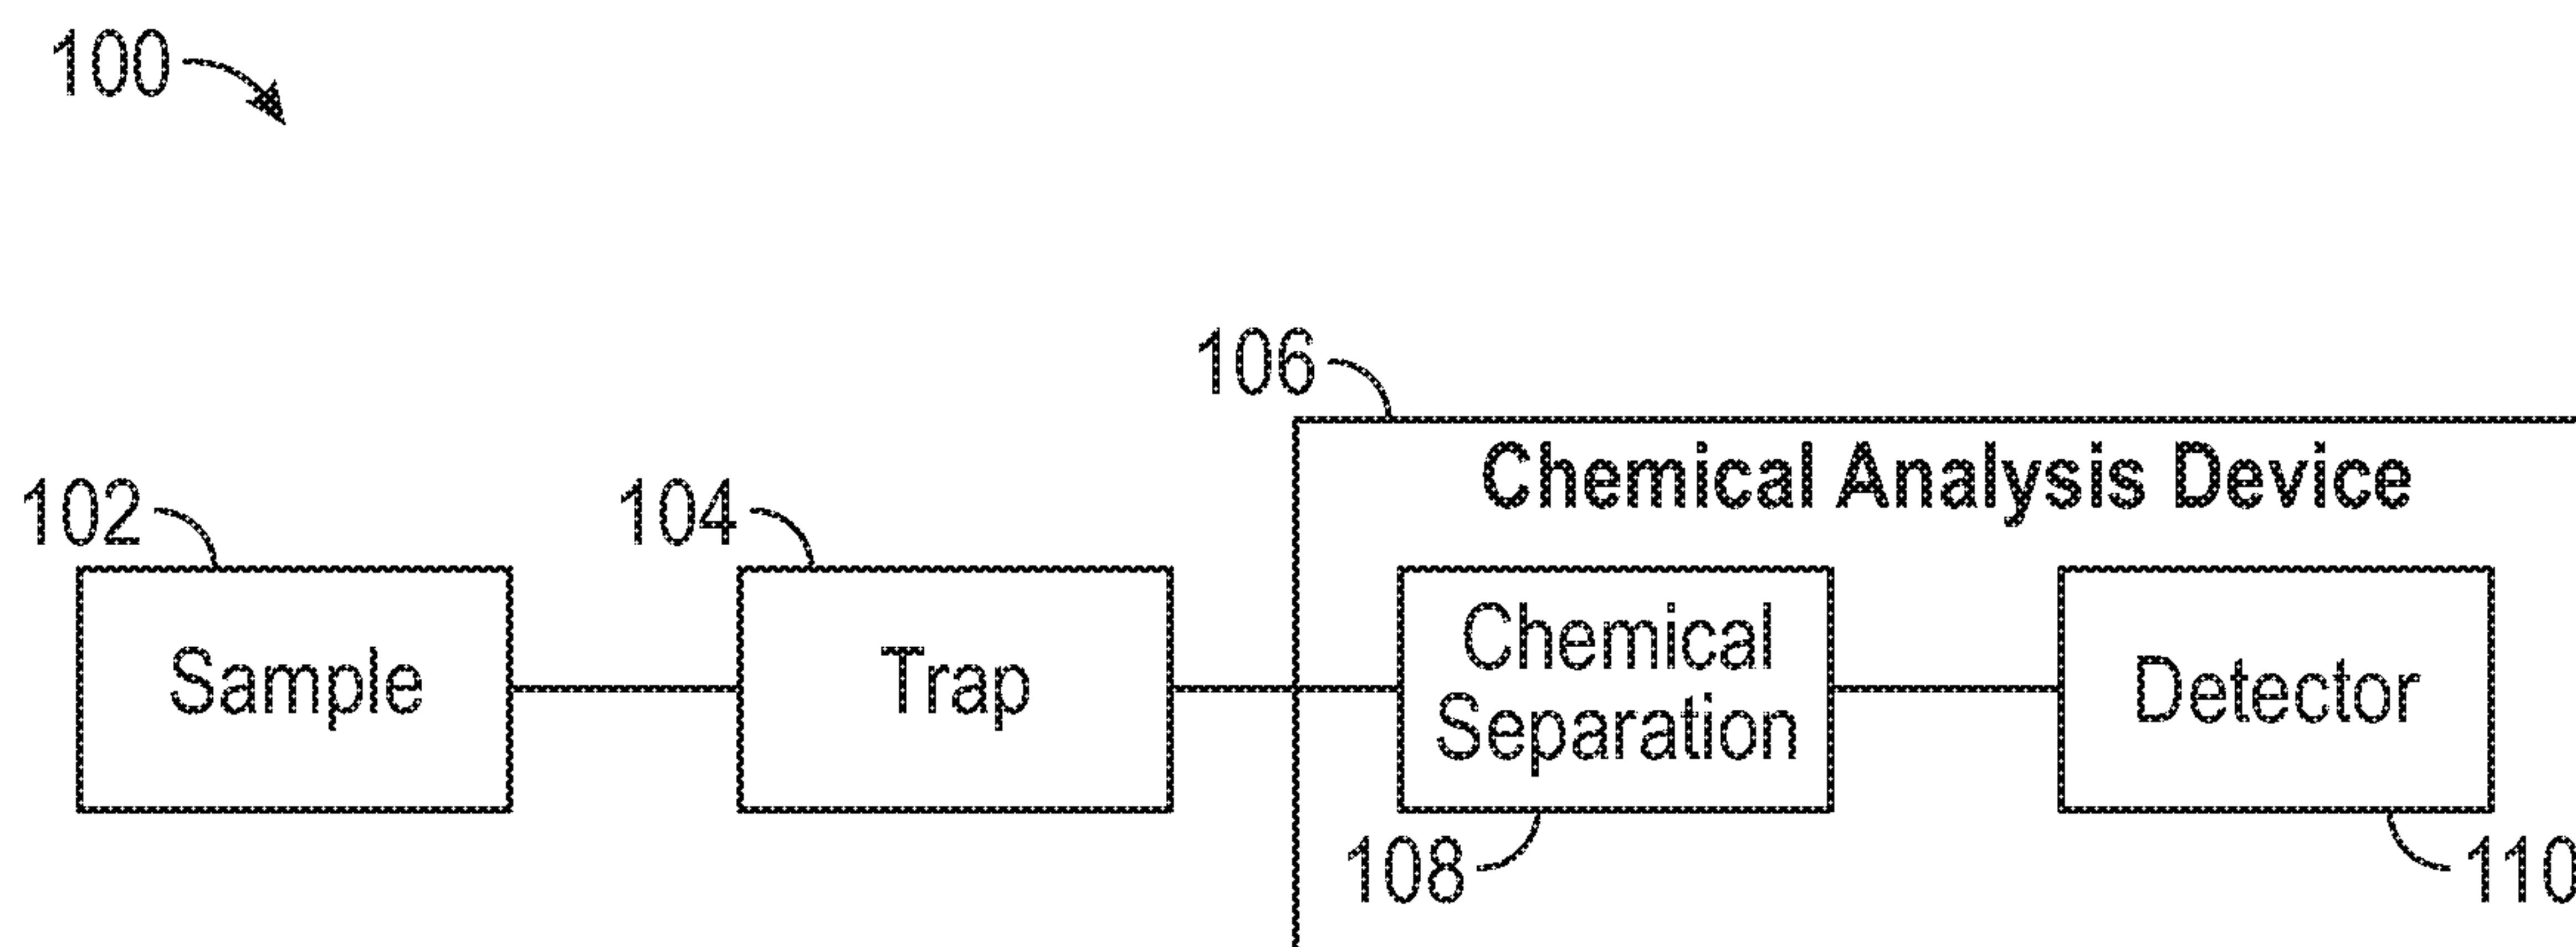 100
106
Chemical Analysis Device
102
104
Sample
Trap
Chemical
Separation
Detector
108
110